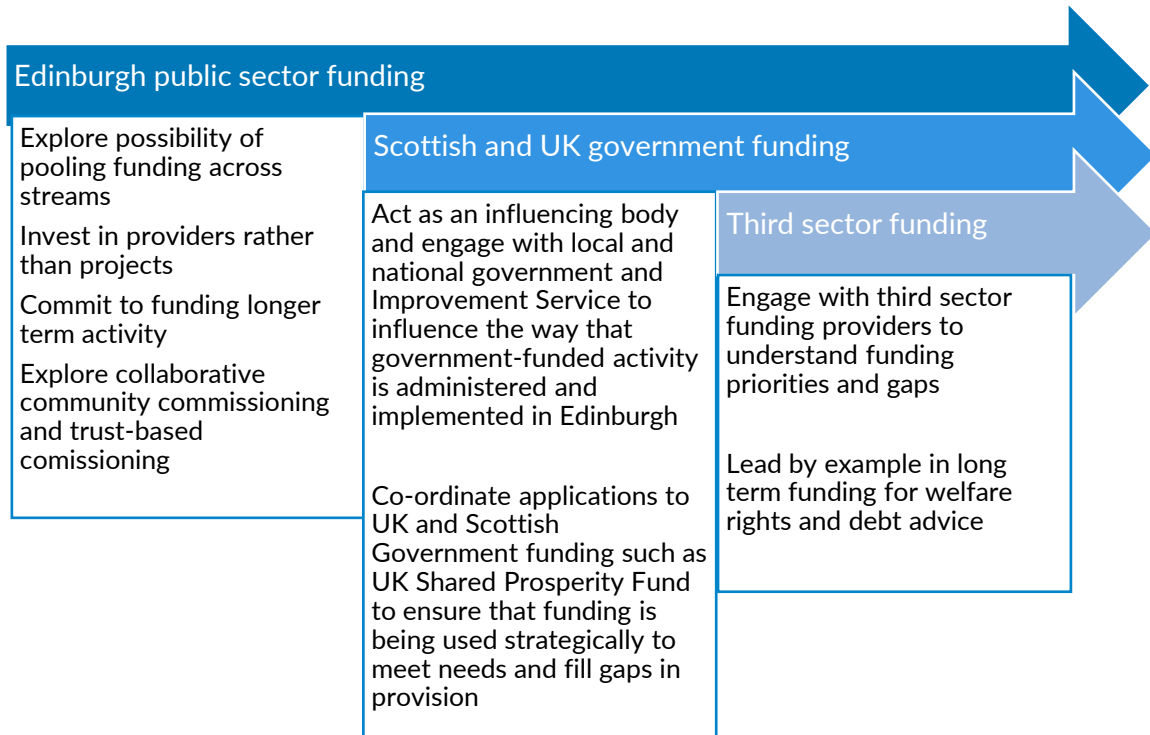 Edinburgh public sector funding
Explore possibility of
pooling funding across
streams
Invest in providers rather
than projects
Commit to funding longer
term activity
Explore collaborative
community commissioning
and trust-based
comissioning
Scottish and UK government funding
Act as an influencing body
and engage with local and
national government and
Improvement Service to
influence the way that
government-funded activity
is administered and
implemented in Edinburgh
Co-ordinate applications to
UK and Scottish
Government funding such as
UK Shared Prosperity Fund
to ensure that funding is
being used strategically to
meet needs and fill gaps in
provision
Third sector funding
Engage with third sector
funding providers to
understand funding
priorities and gaps
Lead by example in long
term funding for welfare
rights and debt advice